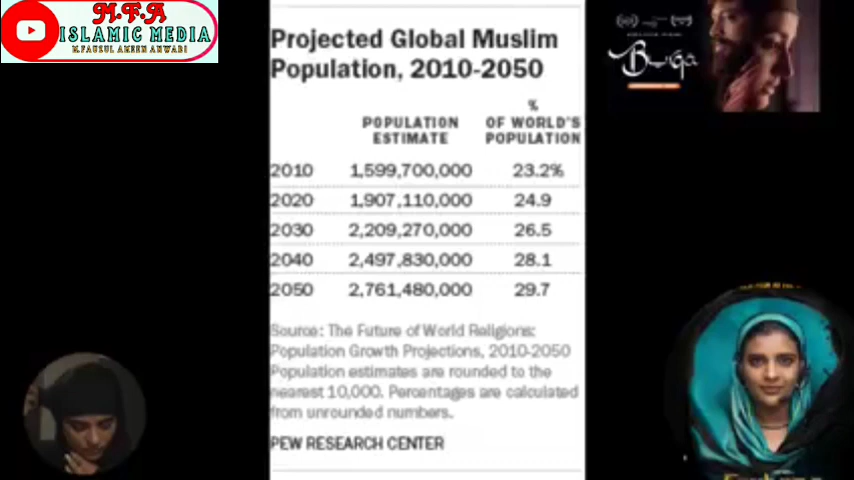 M.F.A
ISLAMIC MEDIA
M.FAUSUL AMEEN ANWARI
Projected Global Muslim
Population, 2010-2050
POPULATION ESTIMATE
% OF WORLD'S POPULATION
2010 1,599,700,000 23.2%
2020 1,907,110,000 24.9
2030 2,209,270,000 26.5
2040 2,497,830,000 28.1
2050 2,761,480,000 29.7
Source: The Future of World Religions:
Population Growth Projections, 2010-2050
Population estimates are rounded to the
nearest 10,000. Percentages are calculated
from unrounded numbers.
PEW RESEARCH CENTER